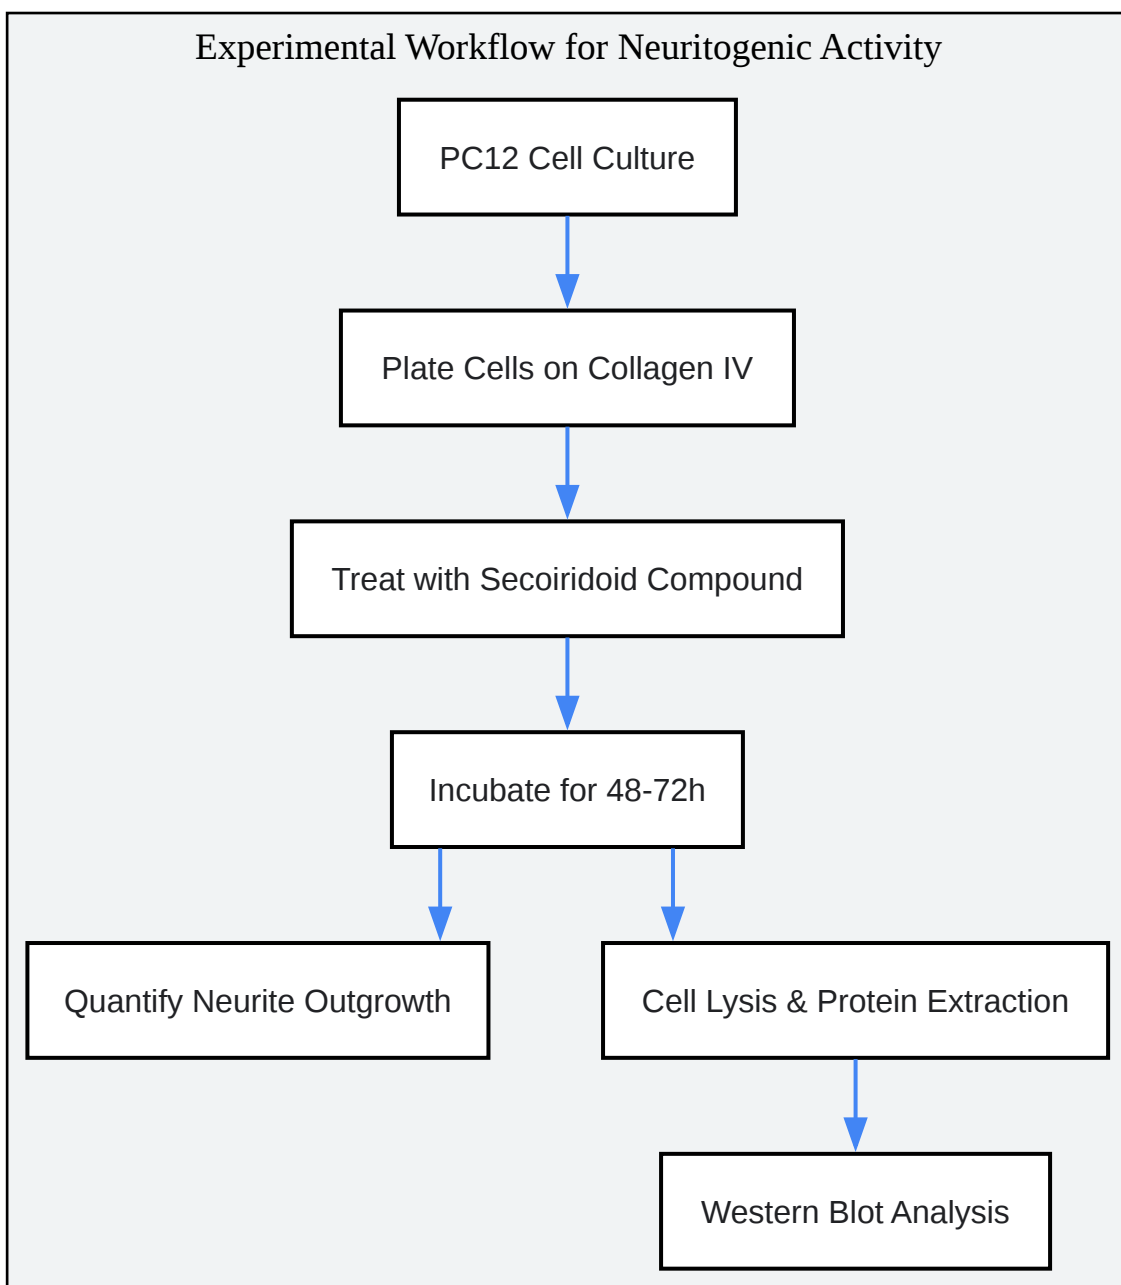 Experimental Workflow for Neuritogenic Activity
PC12 Cell Culture
Plate Cells on Collagen IV
Treat with Secoiridoid Compound
Incubate for 48-72h
Quantify Neurite Outgrowth
Cell Lysis & Protein Extraction
Western Blot Analysis